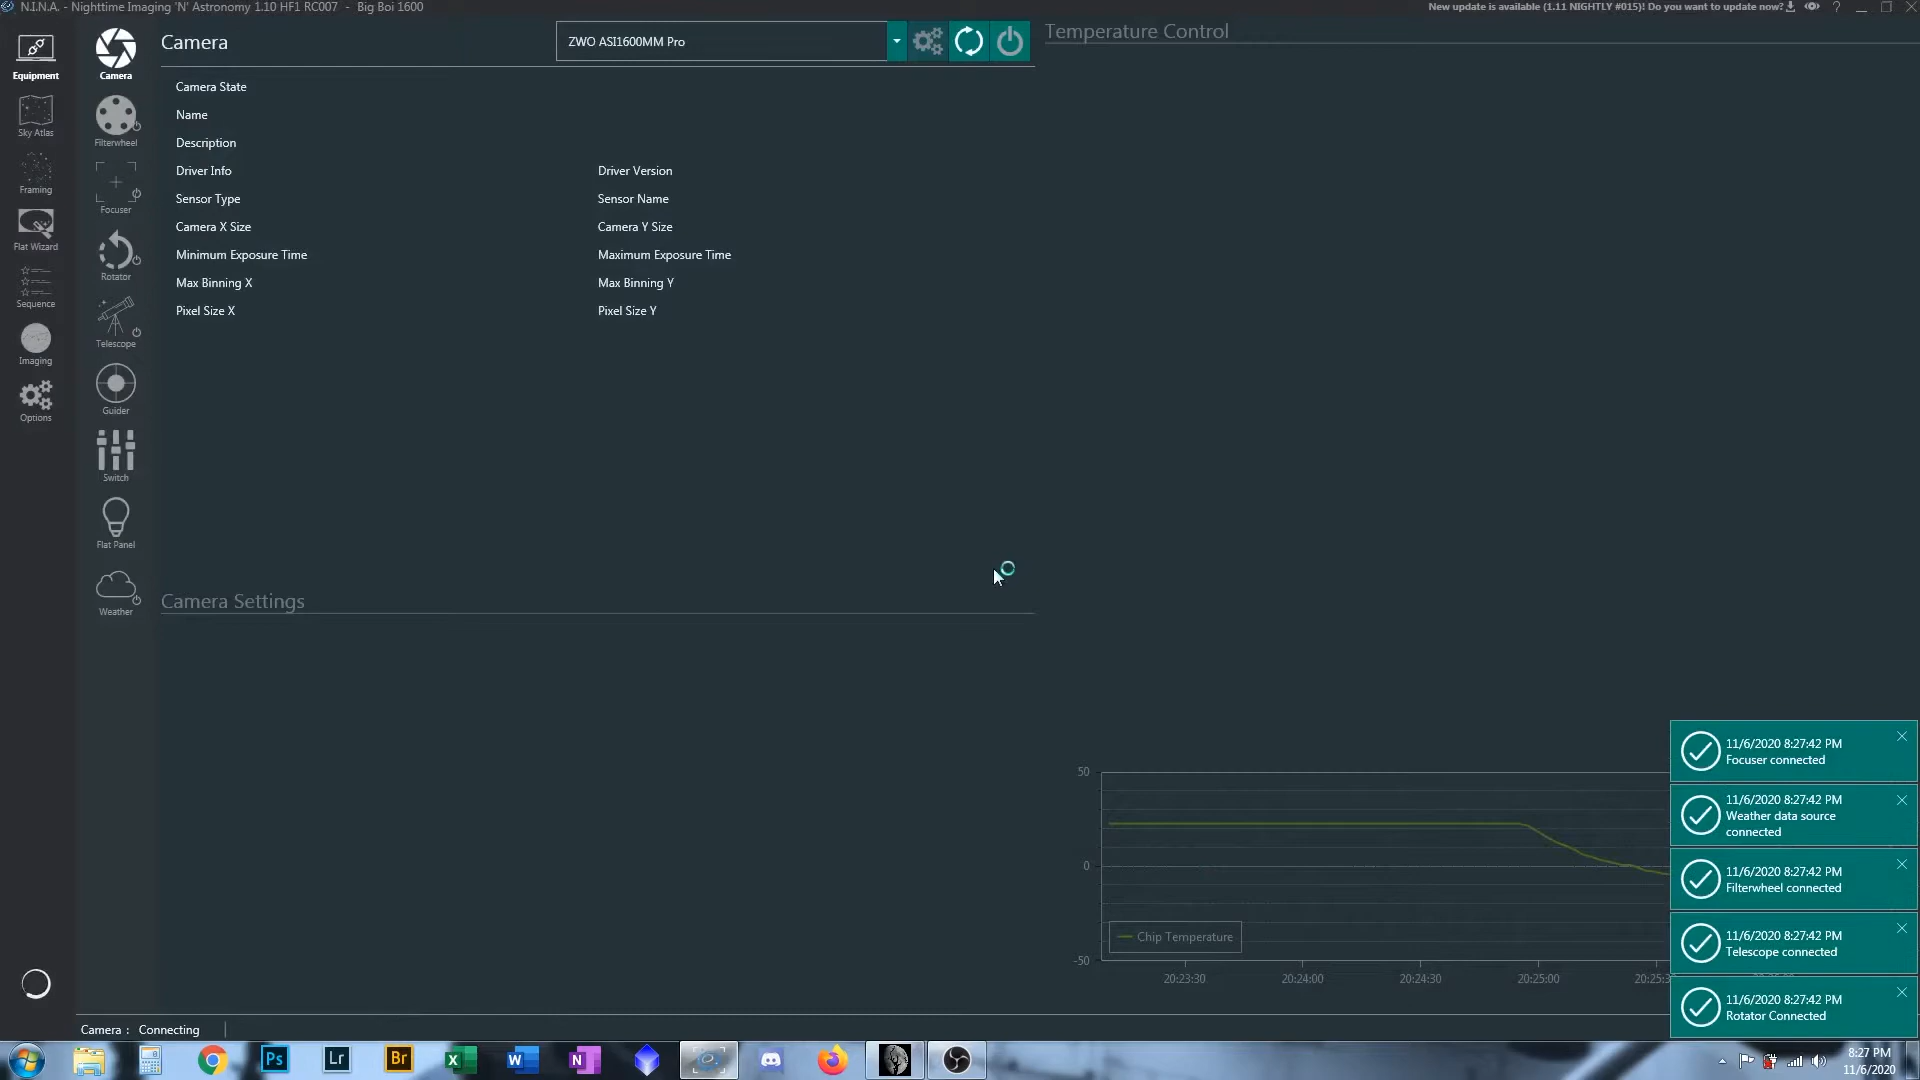 N.I.N.A. - Nighttime Imaging 'N' Astronomy 1.10 HF1 RC007 - Big Boi 1600
New update is available (1.11 NIGHTLY #015)! Do you want to update now?
?
Equipment
Sky Atlas
Framing
Flat Wizard
Sequence
Imaging
Options
Camera
Filterwheel
Focuser
Rotator
Telescope
Guider
Switch
Flat Panel
Weather
Camera
ZWO ASI1600MM Pro
Camera State
Name
Description
Driver Info
Driver Version
Sensor Type
Sensor Name
Camera X Size
Camera Y Size
Minimum Exposure Time
Maximum Exposure Time
Max Binning X
Max Binning Y
Pixel Size X
Pixel Size Y
Camera Settings
Temperature Control
50
0
-50
Chip Temperature
20:23:30
20:24:00
20:24:30
20:25:00
20:25:3
11/6/2020 8:27:42 PM
Focuser connected
11/6/2020 8:27:42 PM
Weather data source
connected
11/6/2020 8:27:42 PM
Filterwheel connected
11/6/2020 8:27:42 PM
Telescope connected
11/6/2020 8:27:42 PM
Rotator Connected
Camera : Connecting
Ps
Lr
Br
X
W
N
8:27 PM
11/6/2020